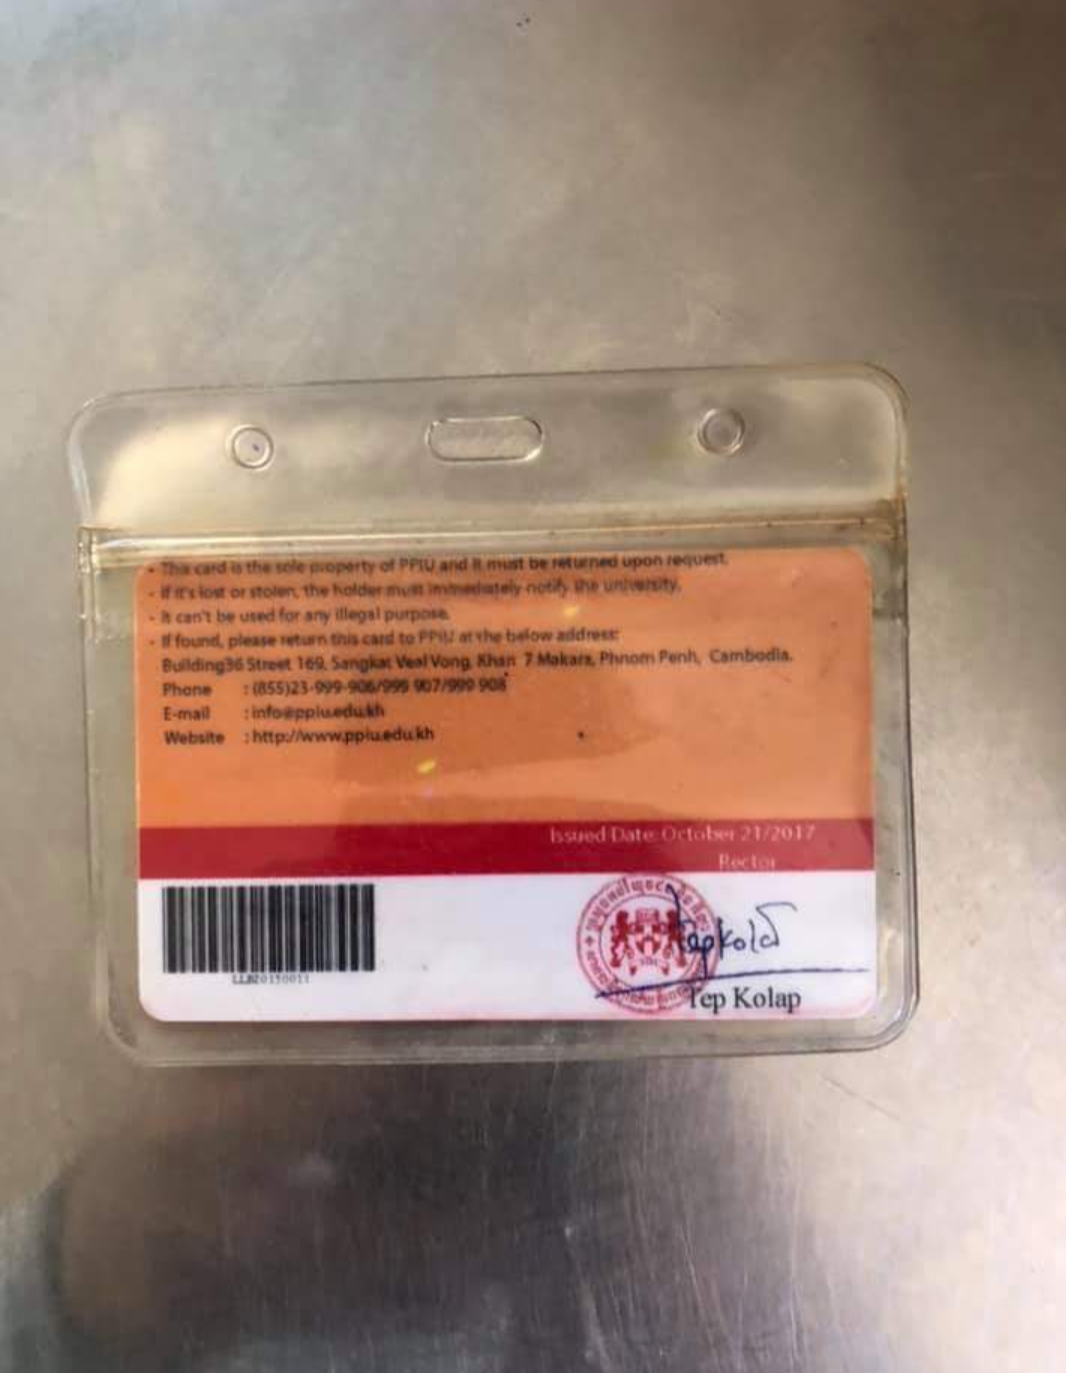 - This card is the sole property of PPIU and it must be returned upon request.
- If it's lost or stolen, the holder must immediately notify the university.
- It can't be used for any illegal purpose.
- If found, please return this card to PPIU at the below address:
Building36 Street 169, Sangkat Veal Vong, Khan 7 Makara, Phnom Penh, Cambodia.
Phone : (855)23-999-906/999 907/999 908
E-mail : info@ppiu.edu.kh
Website : http://www.ppiu.edu.kh
Issued Date: October 21/2017
Rector
LLB20150011
Tep Kolap